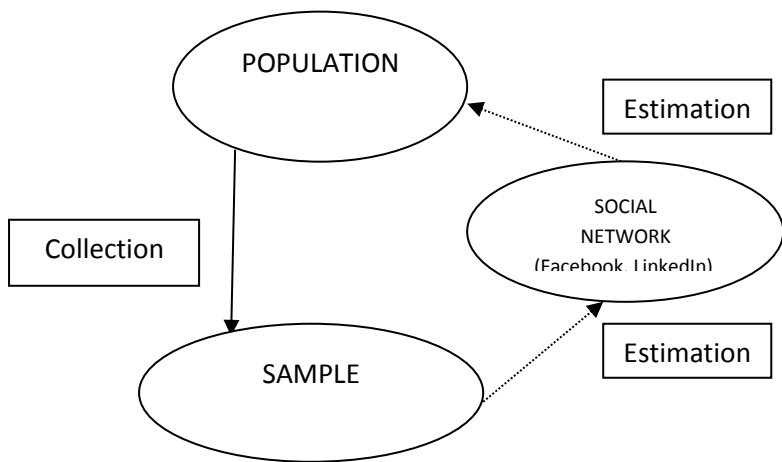 POPULATION
Estimation
SOCIAL
NETWORK
(Facebook, LinkedIn)
Collection
Estimation
SAMPLE